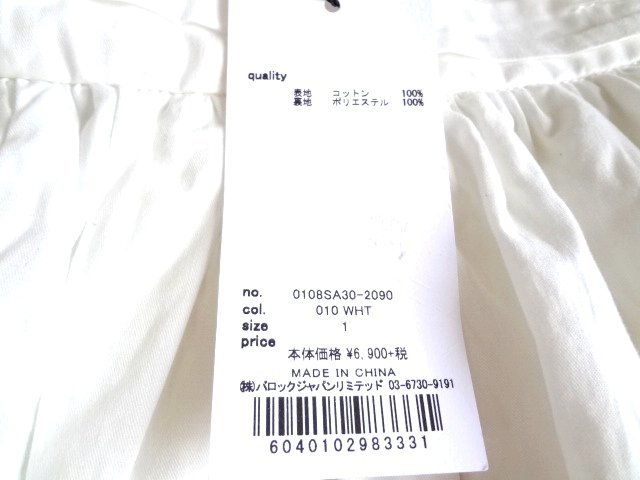 quality
表地 コットン 100%
裏地 ポリエステル 100%
no. 0108SA30-2090
col. 010 WHT
size 1
price
本体価格 ¥6,900+税
MADE IN CHINA
(株)バロックジャパンリミテッド 03-6730-9191
6040102983331